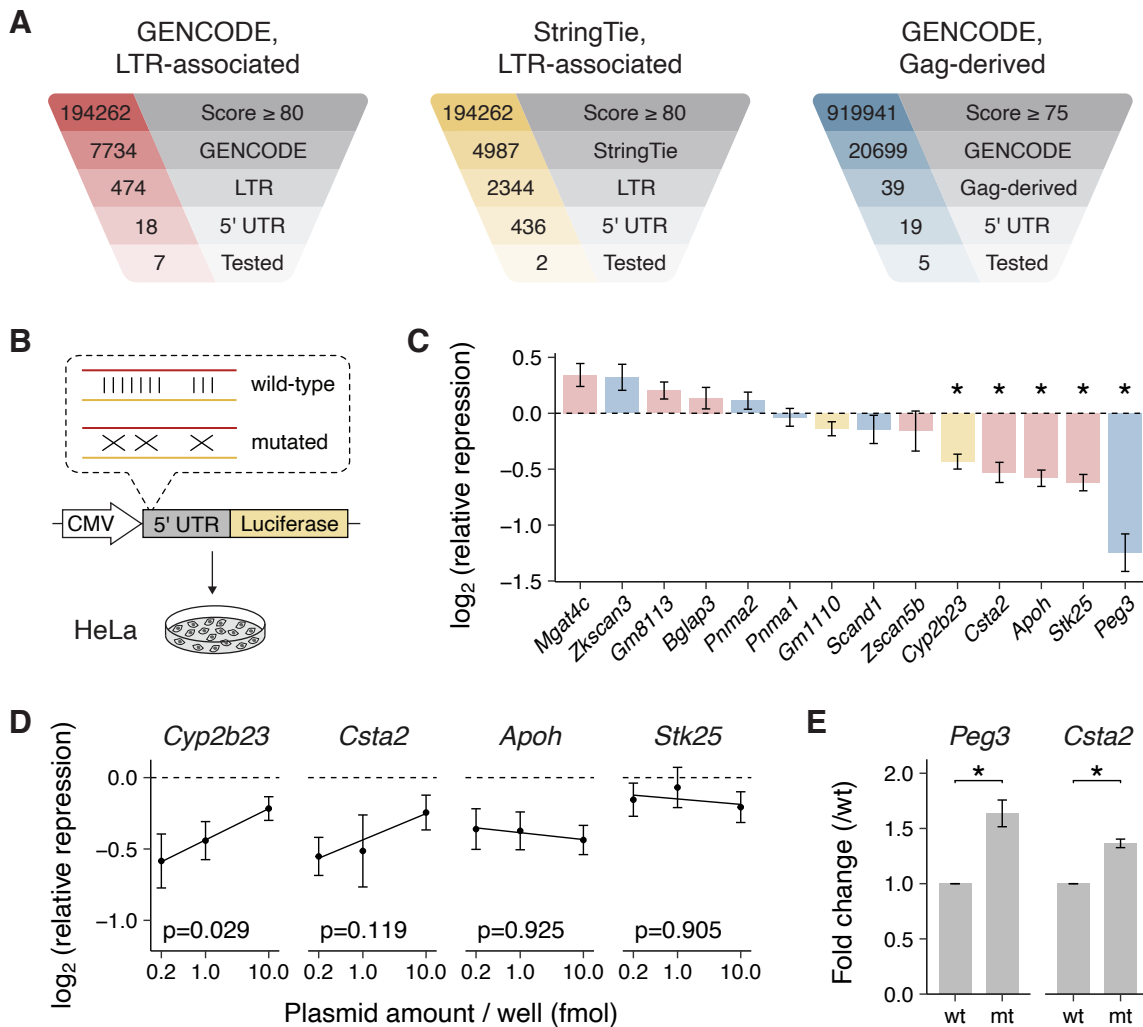 A
GENCODE,
LTR-associated
194262 Score ≥ 80
7734 GENCODE
474 LTR
18 5' UTR
7 Tested
StringTie,
LTR-associated
194262 Score ≥ 80
4987 StringTie
2344 LTR
436 5' UTR
2 Tested
GENCODE,
Gag-derived
919941 Score ≥ 75
20699 GENCODE
39 Gag-derived
19 5' UTR
5 Tested
B
wild-type
mutated
CMV 5' UTR Luciferase
HeLa
C
log₂ (relative repression)
0.5
0.0
−0.5
−1.0
−1.5
* * * * *
Mgat4c
Zkscan3
Gm8113
Bglap3
Pnma2
Pnma1
Gm1110
Scand1
Zscan5b
Cyp2b23
Csta2
Apoh
Stk25
Peg3
D
log₂ (relative repression)
Cyp2b23 Csta2 Apoh Stk25
0.0
−0.5
−1.0
p=0.029 p=0.119 p=0.925 p=0.905
0.2 1.0 10.0 0.2 1.0 10.0 0.2 1.0 10.0 0.2 1.0 10.0
Plasmid amount / well (fmol)
E
Peg3 Csta2
Fold change (/wt)
2.0
1.5
1.0
0.5
0.0
* *
wt mt wt mt